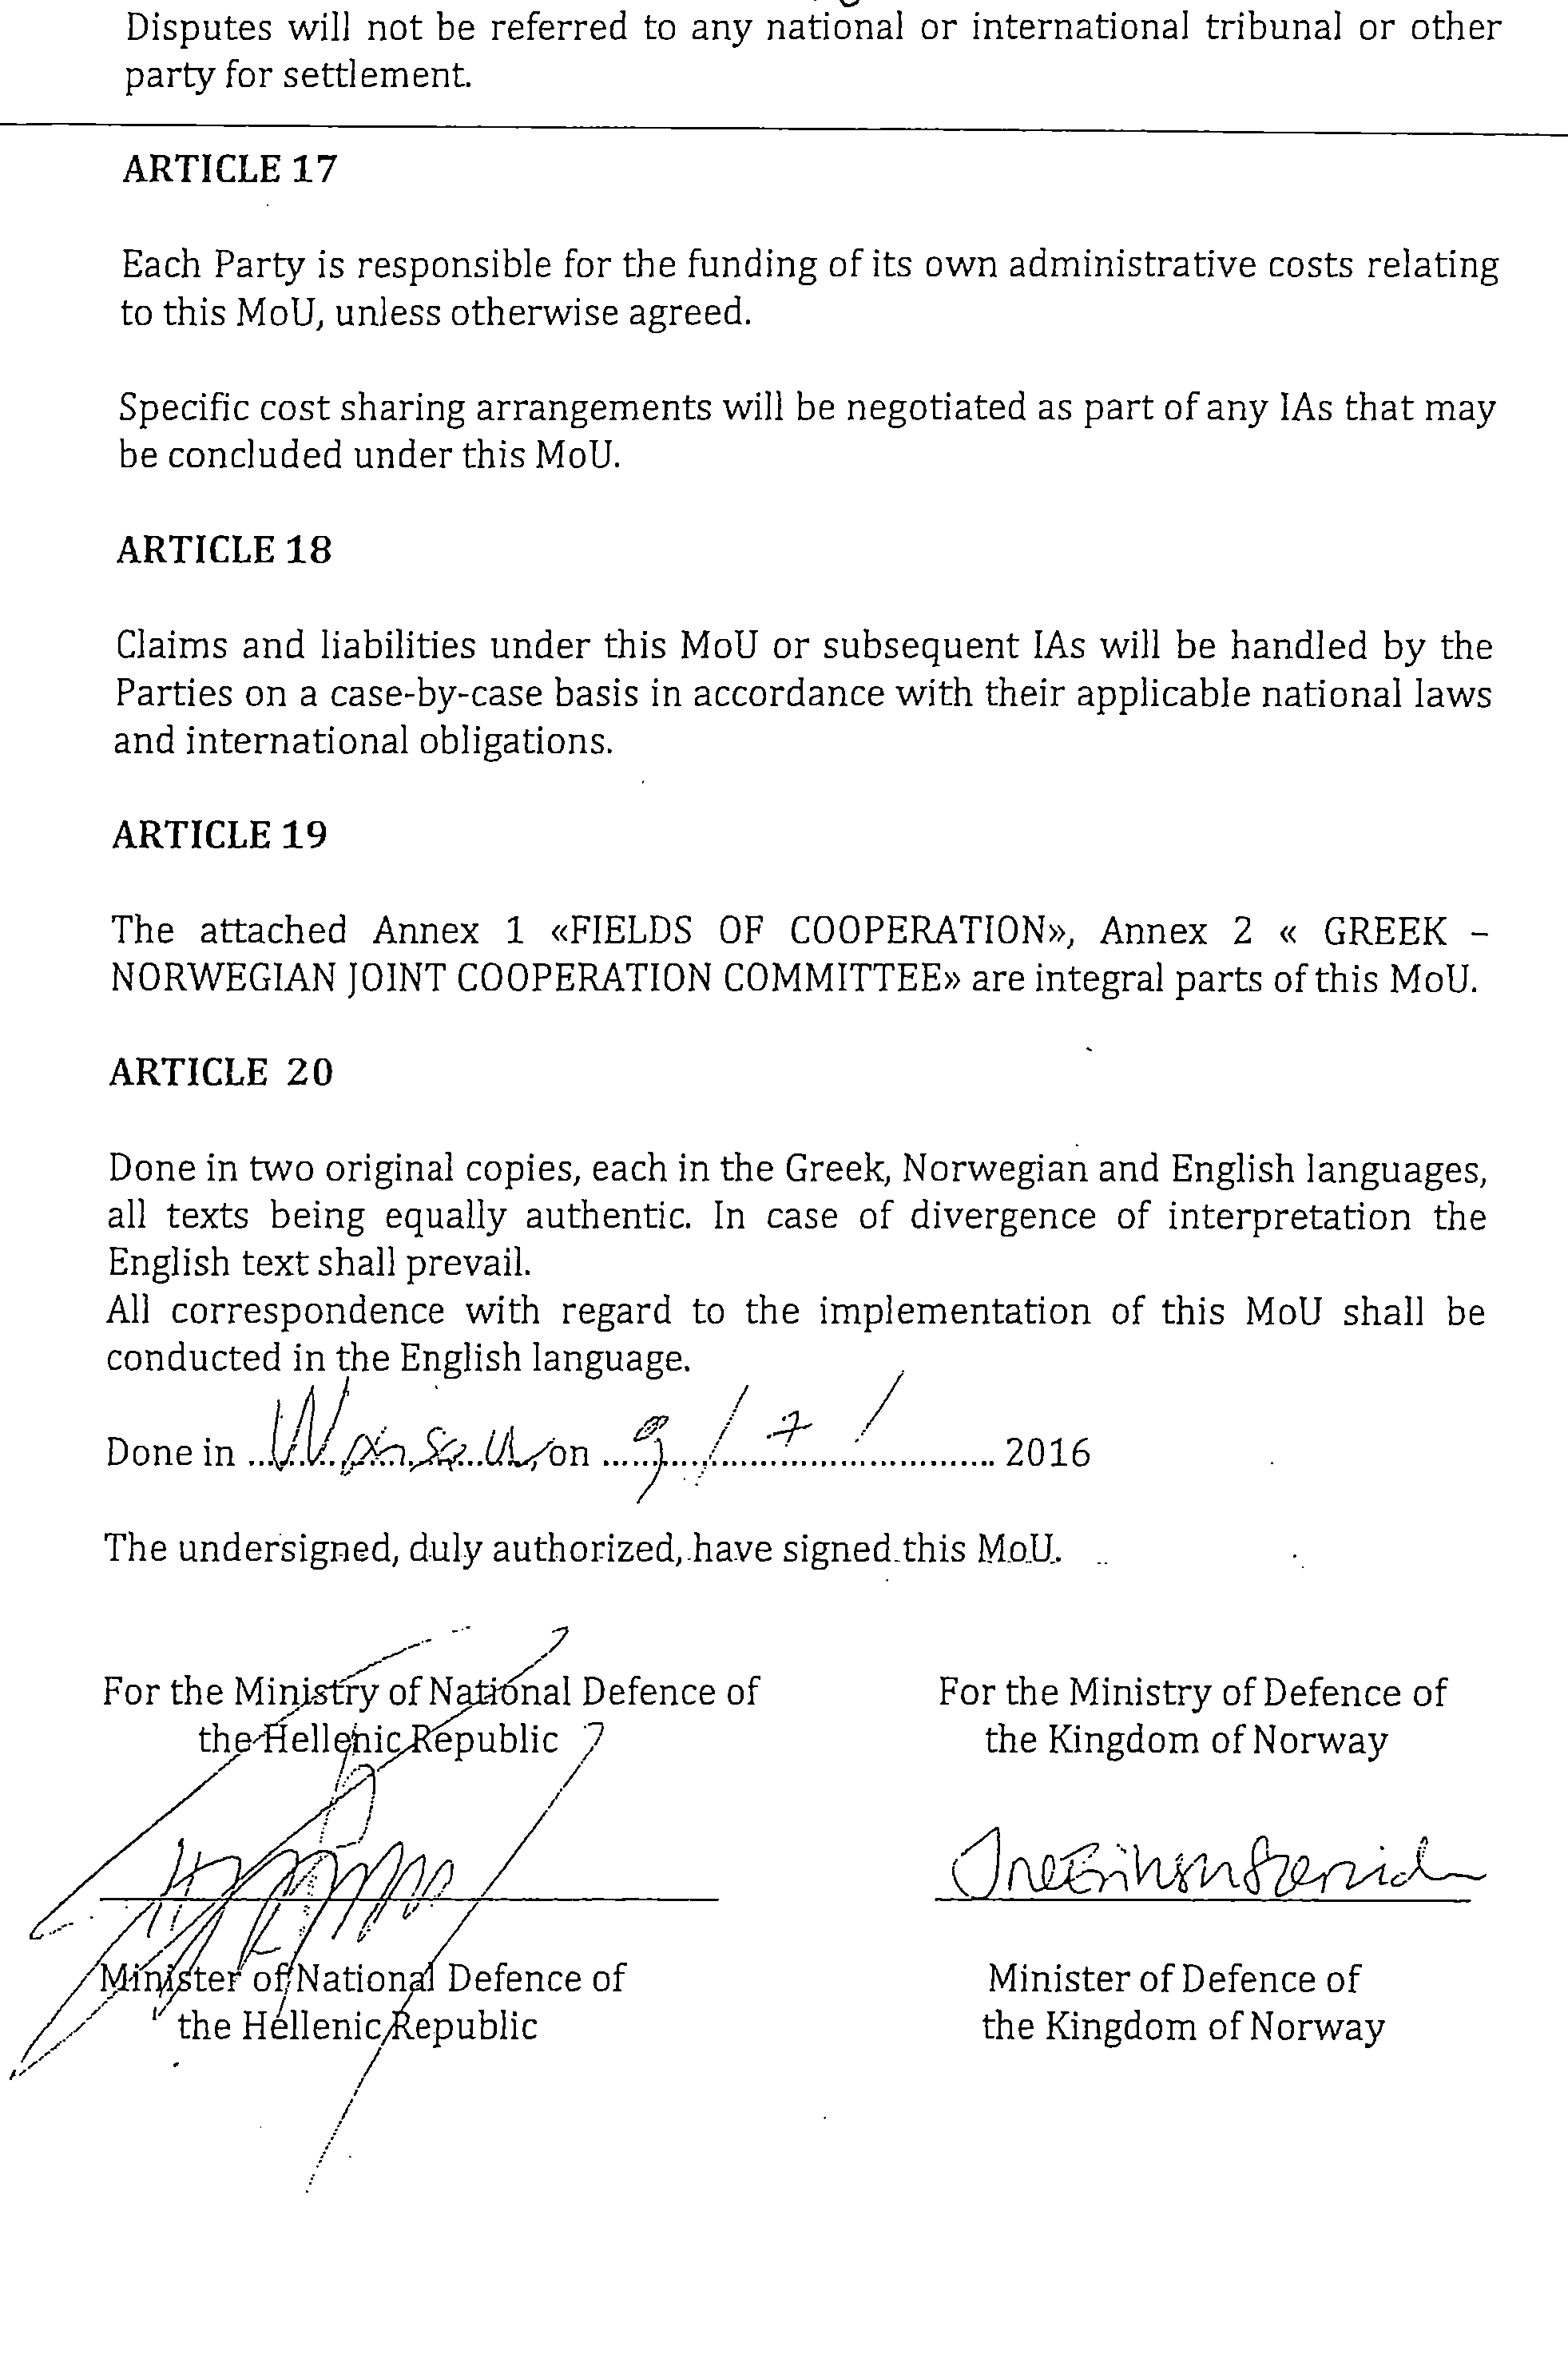 Disputes will not be referred to any national or international tribunal or other
party for settlement.
ARTICLE 17
Each Party is responsible for the funding of its own administrative costs relating
to this MoU, unless otherwise agreed.
Specific cost sharing arrangements will be negotiated as part of any IAs that may
be concluded under this MoU.
ARTICLE 18
Claims and liabilities under this MoU or subsequent IAs will be handled by the
Parties on a case-by-case basis in accordance with their applicable national laws
and international obligations.
ARTICLE 19
The attached Annex 1 «FIELDS OF COOPERATION», Annex 2 « GREEK –
NORWEGIAN JOINT COOPERATION COMMITTEE» are integral parts of this MoU.
ARTICLE 20
Done in two original copies, each in the Greek, Norwegian and English languages,
all texts being equally authentic. In case of divergence of interpretation the
English text shall prevail.
All correspondence with regard to the implementation of this MoU shall be
conducted in the English language.
Done in Warsaw, on 9/7/ 2016
The undersigned, duly authorized, have signed this MoU.
For the Ministry of National Defence of
the Hellenic Republic
Minister of National Defence of
the Hellenic Republic
For the Ministry of Defence of
the Kingdom of Norway
Minister of Defence of
the Kingdom of Norway